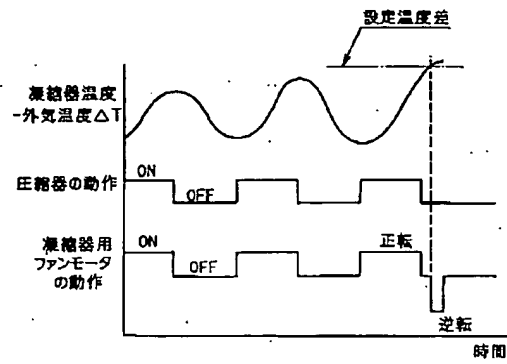 設定温度差
凝縮器温度
-外気温度△T
圧縮器の動作
ON
OFF
凝縮器用
ファンモータ
の動作
ON
OFF
正転
逆転
時間